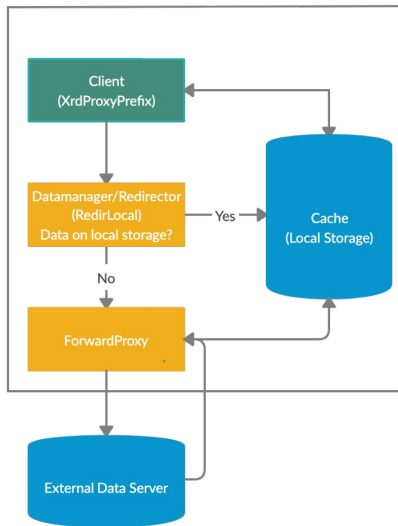 Client
(XrdProxyPrefix)
Datamanager/Redirector
(RedirLocal)
Data on local storage?
Yes
Cache
(Local Storage)
No
ForwardProxy
External Data Server